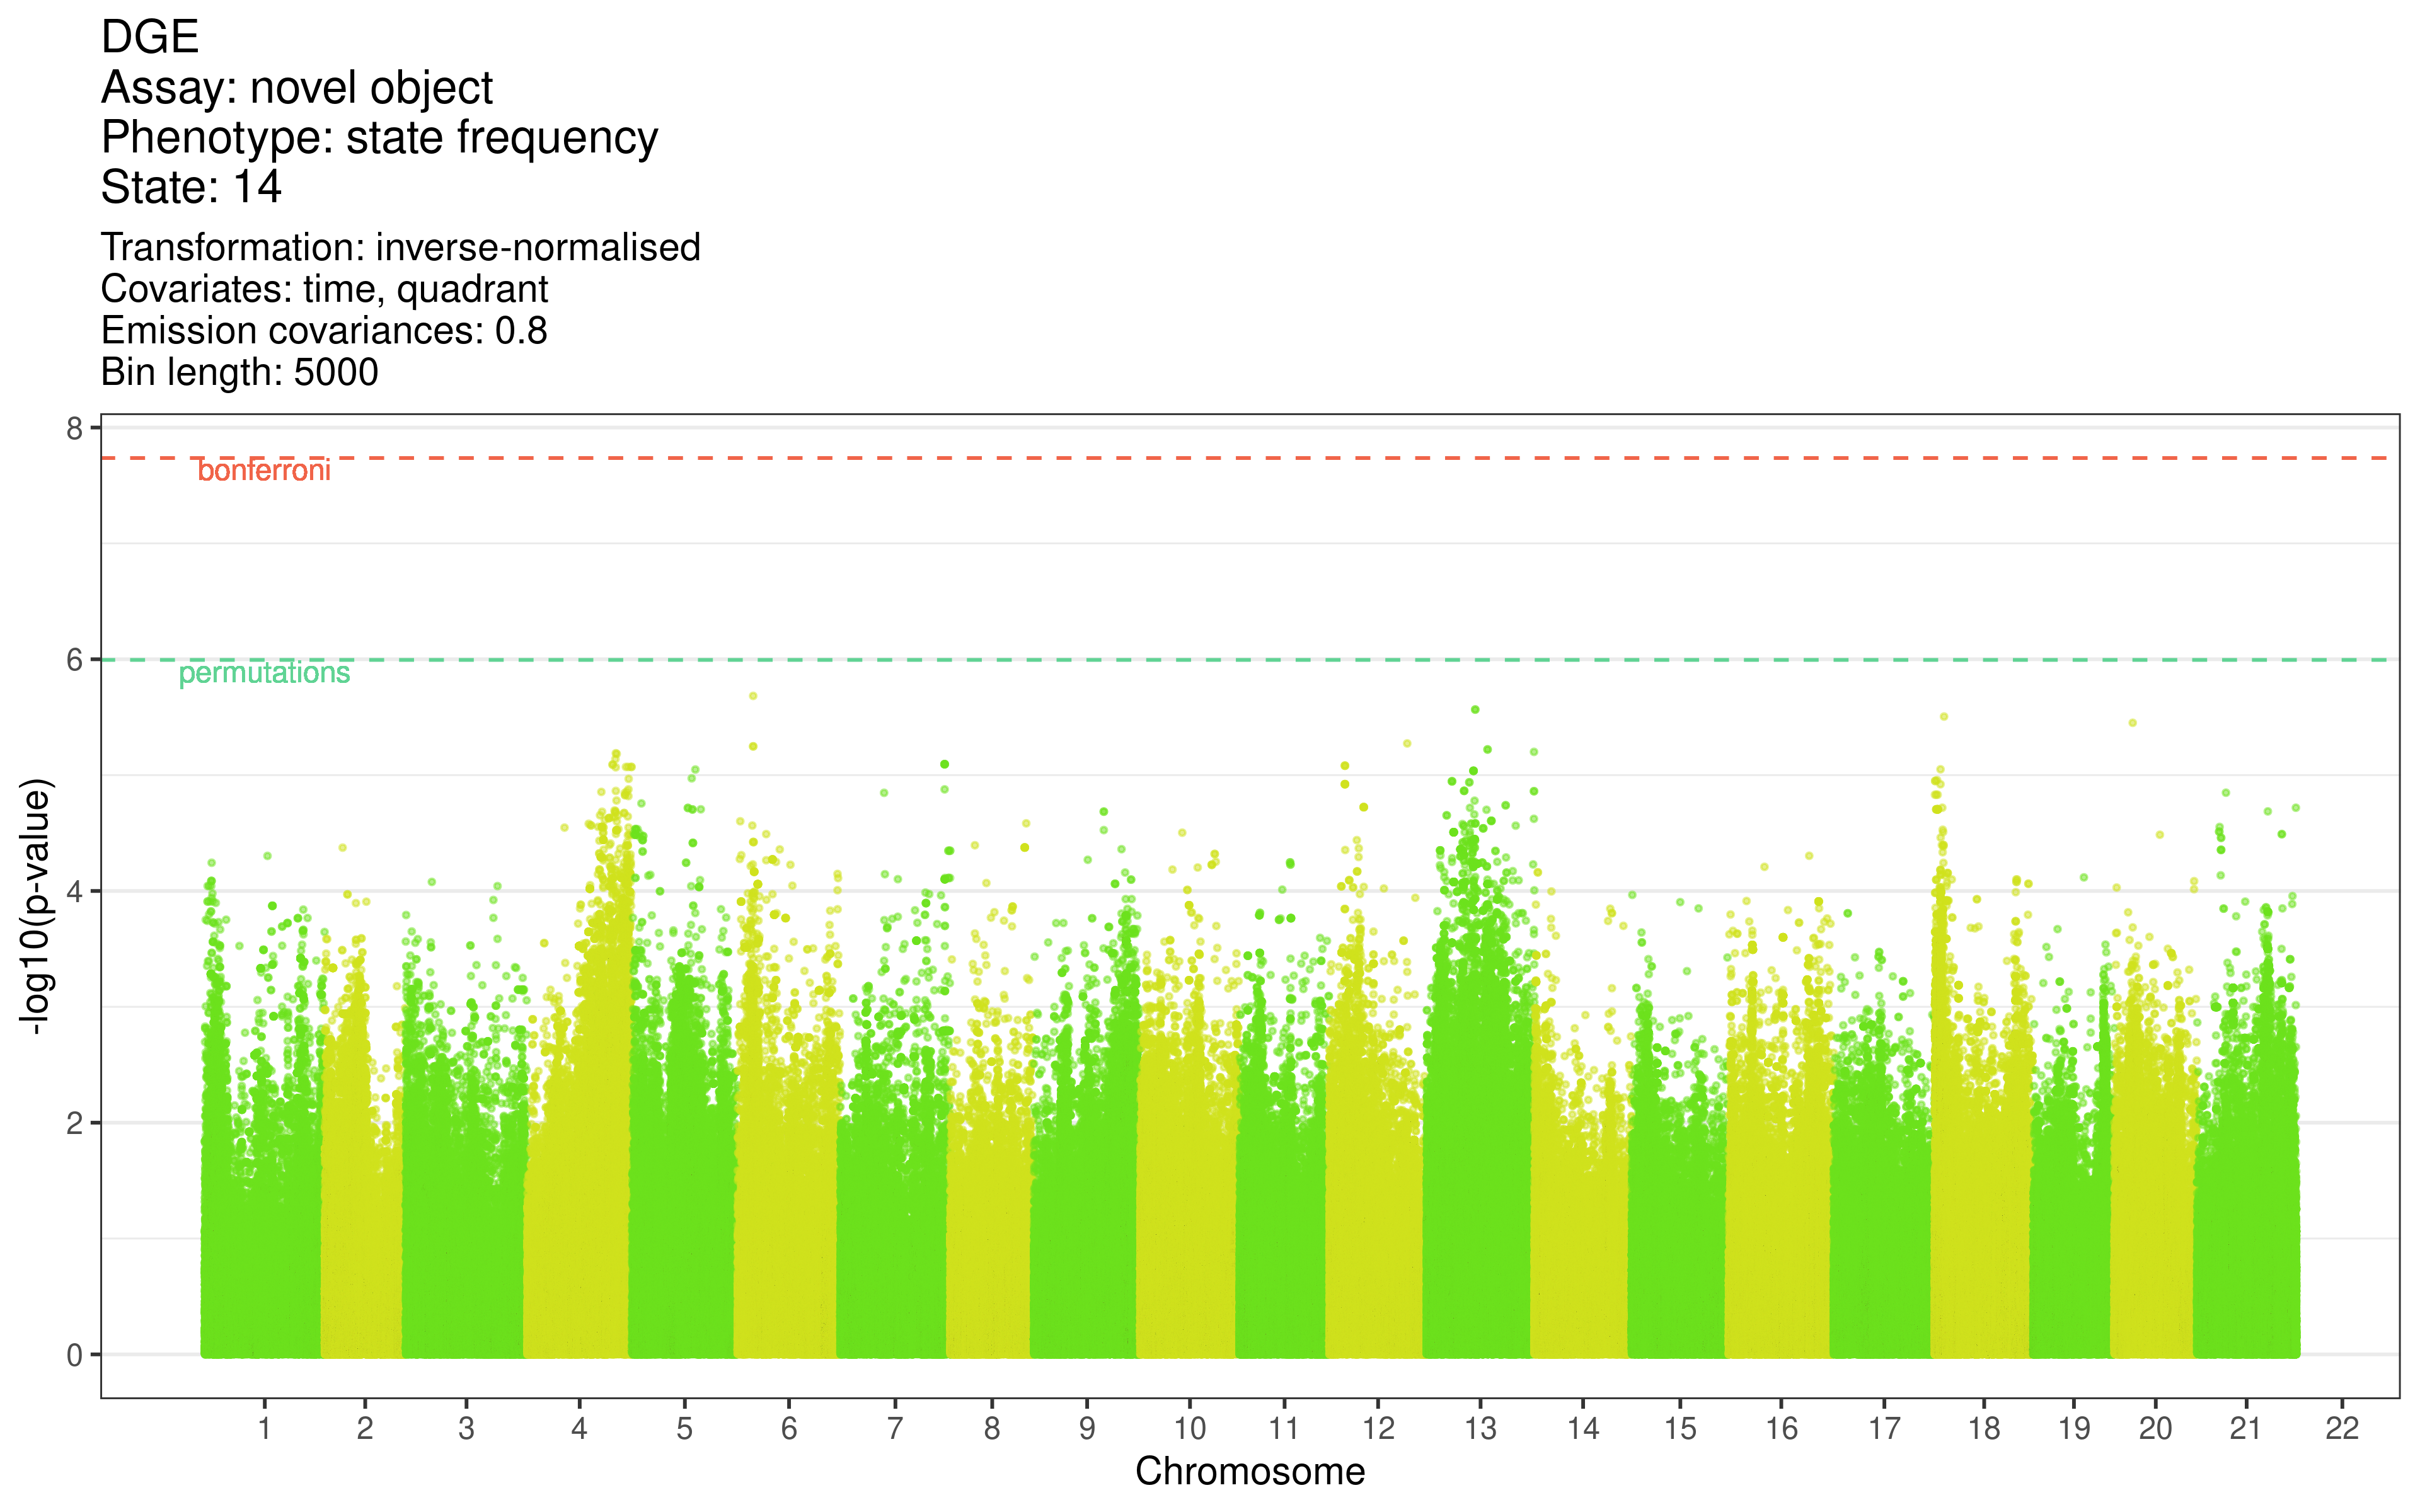 DGE
Assay: novel object
Phenotype: state frequency
State: 14
Transformation: inverse-normalised
Covariates: time, quadrant
Emission covariances: 0.8
Bin length: 5000
8
bonferroni
6
permutations
4
2
0
-log10(p-value)
1 2 3 4 5 6 7 8 9 10 11 12 13 14 15 16 17 18 19 20 21 22
Chromosome